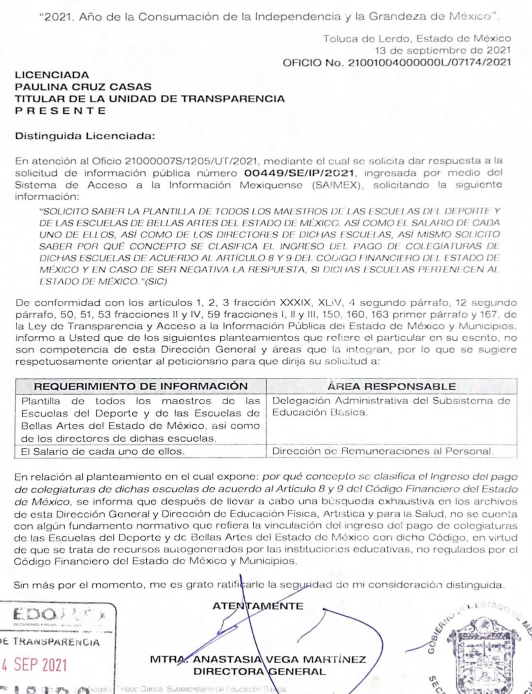 "2021. Año de la Consumación de la Independencia y la Grandeza de México".
Toluca de Lerdo, Estado de México
13 de septiembre de 2021
OFICIO No. 21001004000000L/07174/2021
LICENCIADA
PAULINA CRUZ CASAS
TITULAR DE LA UNIDAD DE TRANSPARENCIA
P R E S E N T E
Distinguida Licenciada:
En atención al Oficio 21000007S/1205/UT/2021, mediante el cual se solicita dar respuesta a la
solicitud de información pública número 00449/SE/IP/2021, ingresada por medio del
Sistema de Acceso a la Información Mexiquense (SAIMEX), solicitando la siguiente
información:
"SOLICITO SABER LA PLANTILLA DE TODOS LOS MAESTROS DE LAS ESCUELAS DEL DEPORTE Y
DE LAS ESCUELAS DE BELLAS ARTES DEL ESTADO DE MÉXICO, ASÍ COMO EL SALARIO DE CADA
UNO DE ELLOS, ASÍ COMO DE LOS DIRECTORES DE DICHAS ESCUELAS, ASÍ MISMO SOLICITO
SABER POR QUÉ CONCEPTO SE CLASIFICA EL INGRESO DEL PAGO DE COLEGIATURAS DE
DICHAS ESCUELAS DE ACUERDO AL ARTÍCULO 8 Y 9 DEL CÓDIGO FINANCIERO DEL ESTADO DE
MÉXICO Y EN CASO DE SER NEGATIVA LA RESPUESTA, SI DICHAS ESCUELAS PERTENECEN AL
ESTADO DE MÉXICO."(SIC)
De conformidad con los artículos 1, 2, 3 fracción XXXIX, XLIV, 4 segundo párrafo, 12 segundo
párrafo, 50, 51, 53 fracciones II y IV, 59 fracciones I, II y III, 150, 160, 163 primer párrafo y 167, de
la Ley de Transparencia y Acceso a la Información Pública del Estado de México y Municipios,
informo a Usted que de los siguientes planteamientos que refiere el particular en su escrito, no
son competencia de esta Dirección General y áreas que la integran, por lo que se sugiere
respetuosamente orientar al peticionario para que dirija su solicitud a:
REQUERIMIENTO DE INFORMACIÓN ÁREA RESPONSABLE
Plantilla de todos los maestros de las Delegación Administrativa del Subsistema de
Escuelas del Deporte y de las Escuelas de Educación Básica.
Bellas Artes del Estado de México, así como
de los directores de dichas escuelas.
El Salario de cada uno de ellos. Dirección de Remuneraciones al Personal.
En relación al planteamiento en el cual expone: por qué concepto se clasifica el Ingreso del pago
de colegiaturas de dichas escuelas de acuerdo al Artículo 8 y 9 del Código Financiero del Estado
de México, se informa que después de llevar a cabo una búsqueda exhaustiva en los archivos
de esta Dirección General y Dirección de Educación Física, Artística y para la Salud, no se cuenta
con algún fundamento normativo que refiera la vinculación del ingreso del pago de colegiaturas
de las Escuelas del Deporte y de Bellas Artes del Estado de México con dicho Código, en virtud
de que se trata de recursos autogenerados por las instituciones educativas, no regulados por el
Código Financiero del Estado de México y Municipios.
Sin más por el momento, me es grato ratificarle la seguridad de mi consideración distinguida.
ATENTAMENTE
MTRA. ANASTASIA VEGA MARTÍNEZ
DIRECTORA GENERAL
EDO
DE TRANSPARENCIA
4 SEP 2021
García. Subsecretario de Educación Básica